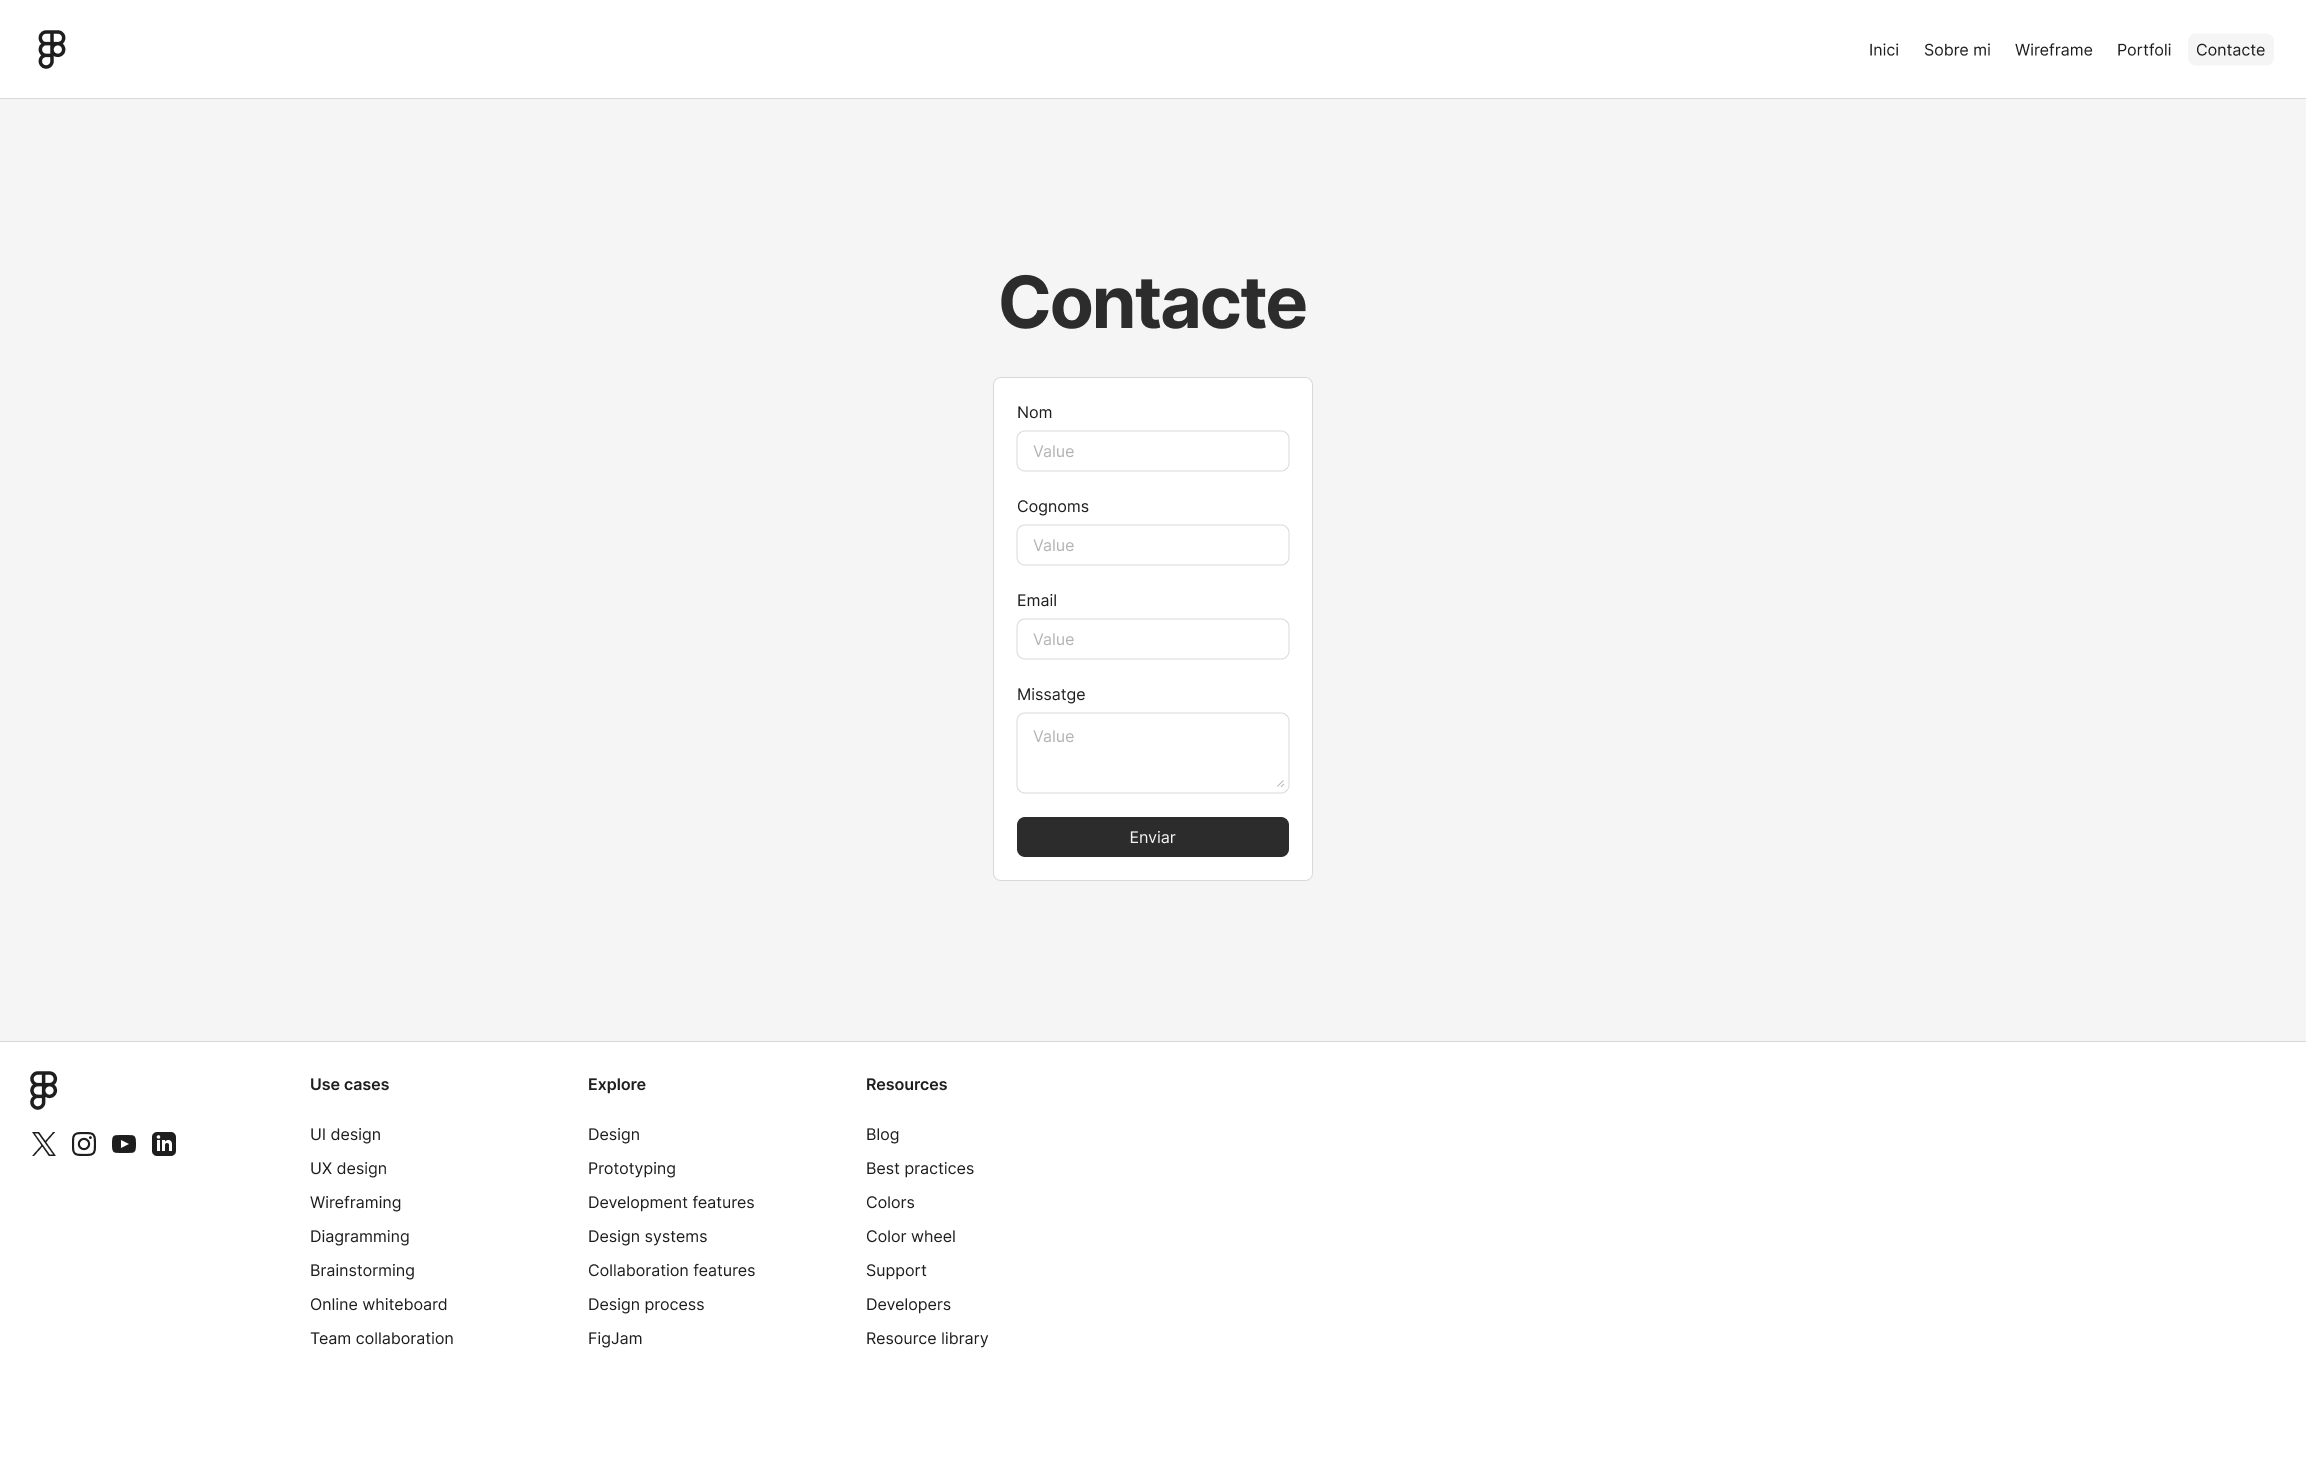 Inici Sobre mi Wireframe Portfoli Contacte
Contacte
Nom
Value
Cognoms
Value
Email
Value
Missatge
Value
Enviar
Use cases
UI design
UX design
Wireframing
Diagramming
Brainstorming
Online whiteboard
Team collaboration
Explore
Design
Prototyping
Development features
Design systems
Collaboration features
Design process
FigJam
Resources
Blog
Best practices
Colors
Color wheel
Support
Developers
Resource library